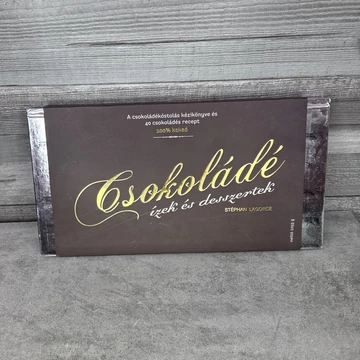 A csokoládékóstolás kézikönyve és
40 csokoládés recept
100% kakaó
Csokoládé
ízek és desszertek
STÉPHAN LAGORCE